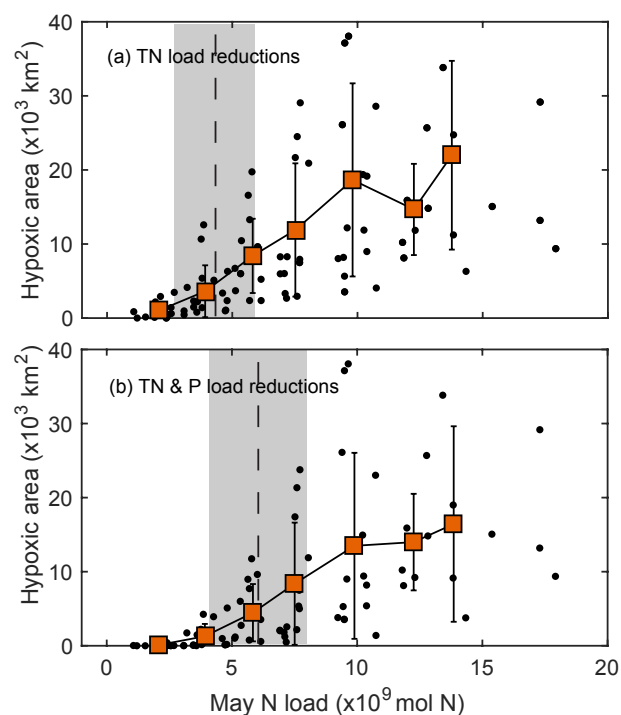 40
(a) TN load reductions
30
20
10
0
Hypoxic area (x10³ km²)
40
(b) TN & P load reductions
30
20
10
0
Hypoxic area (x10³ km²)
0 5 10 15 20
May N load (x10⁹ mol N)